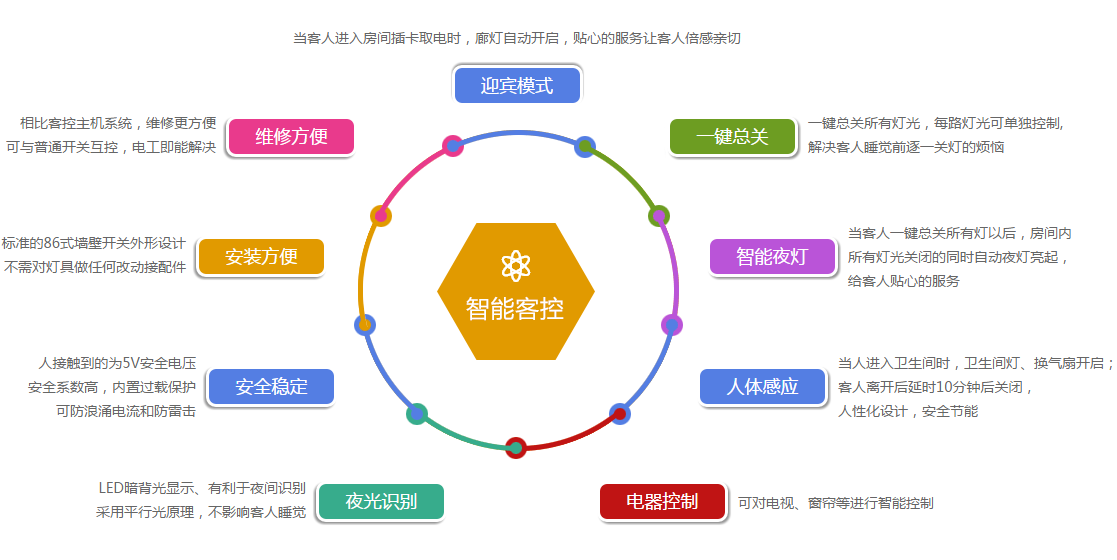 当客人进入房间插卡取电时，廊灯自动开启，贴心的服务让客人倍感亲切
迎宾模式
一键总关
一键总关所有灯光，每路灯光可单独控制,
解决客人睡觉前逐一关灯的烦恼
智能夜灯
当客人一键总关所有灯以后，房间内
所有灯光关闭的同时自动夜灯亮起，
给客人贴心的服务
人体感应
当人进入卫生间时，卫生间灯、换气扇开启；
客人离开后延时10分钟后关闭，
人性化设计，安全节能
电器控制
可对电视、窗帘等进行智能控制
夜光识别
LED暗背光显示、有利于夜间识别
采用平行光原理，不影响客人睡觉
安全稳定
人接触到的为5V安全电压
安全系数高，内置过载保护
可防浪涌电流和防雷击
安装方便
标准的86式墙壁开关外形设计
不需对灯具做任何改动接配件
维修方便
相比客控主机系统，维修更方便
可与普通开关互控，电工即能解决
智能客控